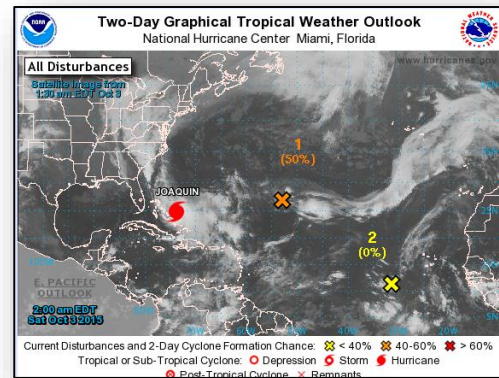 Two-Day Graphical Tropical Weather Outlook
National Hurricane Center Miami, Florida
All Disturbances
www.hurricanes.gov
Satellite Image from
1:30 am EDT Oct 3
1
(50%)
JOAQUIN
2
(0%)
E. PACIFIC
OUTLOOK
2:00 am EDT
Sat Oct 3 2015
Current Disturbances and 2-Day Cyclone Formation Chance: < 40% 40-60% > 60%
Tropical or Sub-Tropical Cyclone: Depression Storm Hurricane
Post-Tropical Cyclone Remnants